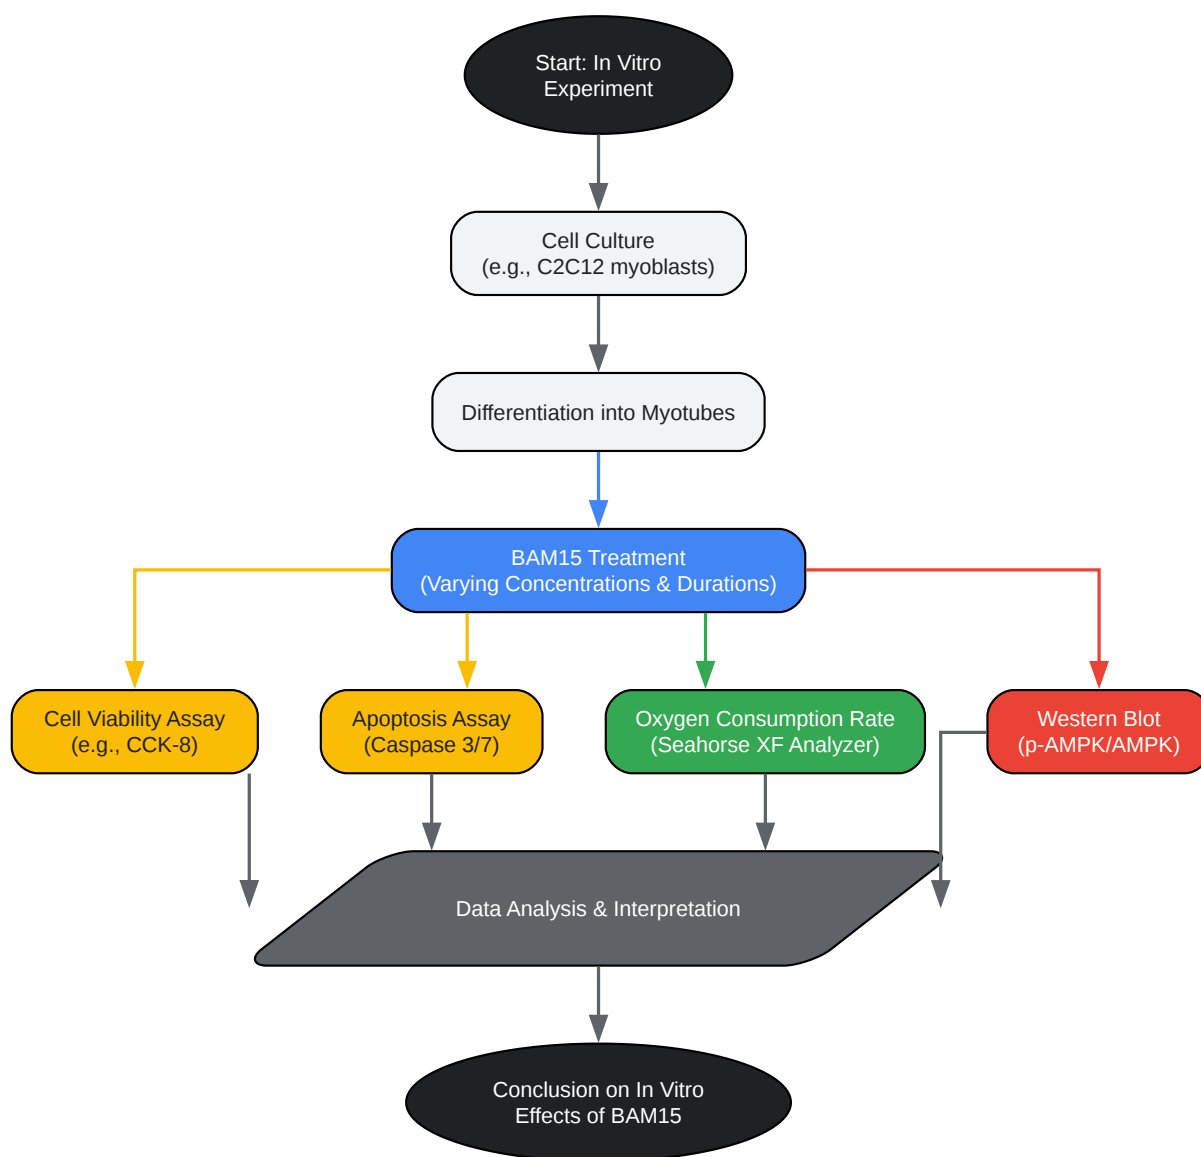 Start: In Vitro
Experiment
Cell Culture
(e.g., C2C12 myoblasts)
Differentiation into Myotubes
BAM15 Treatment
(Varying Concentrations & Durations)
Cell Viability Assay
(e.g., CCK-8)
Apoptosis Assay
(Caspase 3/7)
Oxygen Consumption Rate
(Seahorse XF Analyzer)
Western Blot
(p-AMPK/AMPK)
Data Analysis & Interpretation
Conclusion on In Vitro
Effects of BAM15